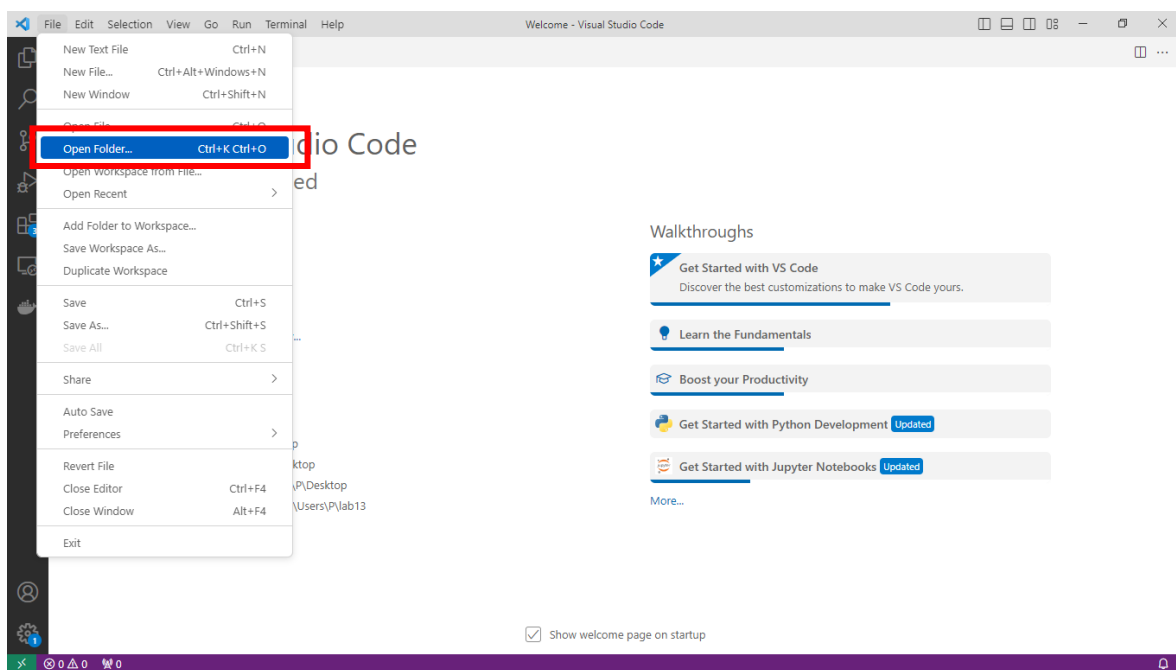 File Edit Selection View Go Run Terminal Help Welcome - Visual Studio Code
New Text File Ctrl+N
New File... Ctrl+Alt+Windows+N
New Window Ctrl+Shift+N
Open File... Ctrl+O
Open Folder... Ctrl+K Ctrl+O
dio Code
Open Workspace from File...
ed
Open Recent
Add Folder to Workspace...
Save Workspace As...
Duplicate Workspace
Save Ctrl+S
Save As... Ctrl+Shift+S
Save All Ctrl+K S
...
Share
Auto Save
Preferences
p
Revert File
ktop
Close Editor Ctrl+F4
\P\Desktop
Close Window Alt+F4
\Users\P\lab13
Exit
Walkthroughs
Get Started with VS Code
Discover the best customizations to make VS Code yours.
Learn the Fundamentals
Boost your Productivity
Get Started with Python Development Updated
Get Started with Jupyter Notebooks Updated
More...
3
1
Show welcome page on startup
0 0 0